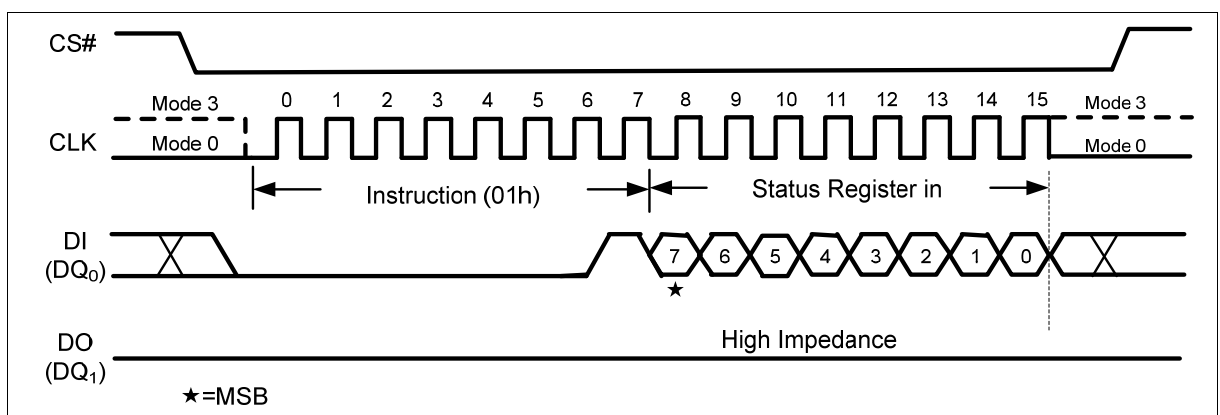 CS#
Mode 3 0 1 2 3 4 5 6 7 8 9 10 11 12 13 14 15 Mode 3
CLK Mode 0 Mode 0
Instruction (01h) Status Register in
DI
(DQ0) 7 6 5 4 3 2 1 0
★
DO High Impedance
(DQ1)
★=MSB